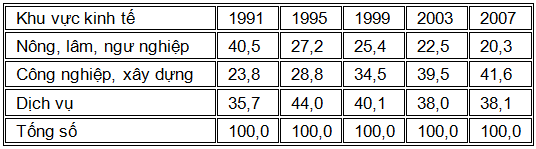 Khu vực kinh tế 1991 1995 1999 2003 2007
Nông, lâm, ngư nghiệp 40,5 27,2 25,4 22,5 20,3
Công nghiệp, xây dựng 23,8 28,8 34,5 39,5 41,6
Dịch vụ 35,7 44,0 40,1 38,0 38,1
Tổng số 100,0 100,0 100,0 100,0 100,0